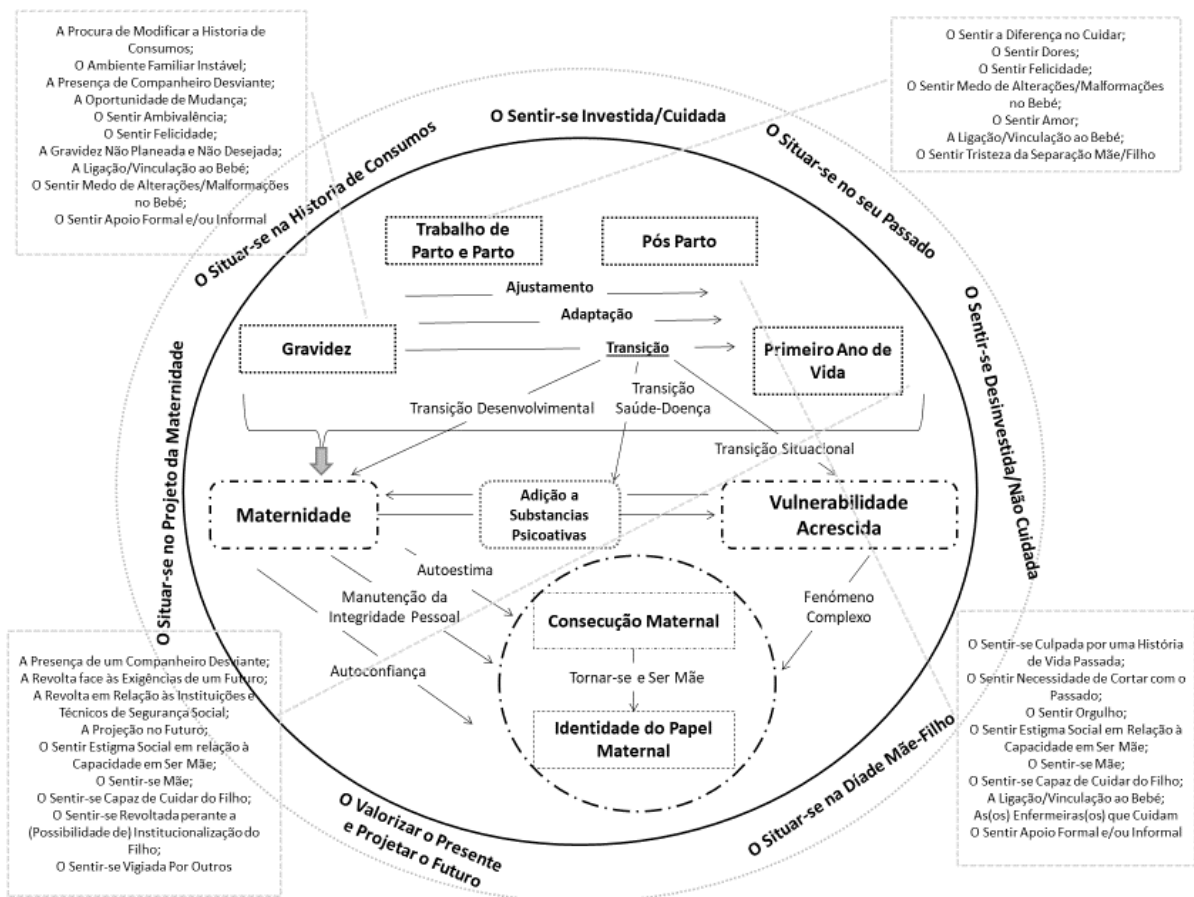 A Procura de Modificar a Historia de
Consumos;
O Ambiente Familiar Instável;
A Presença de Companheiro Desviante;
A Oportunidade de Mudança;
O Sentir Ambivalência;
O Sentir Felicidade;
A Gravidez Não Planeada e Não Desejada;
A Ligação/Vinculação ao Bebé;
O Sentir Medo de Alterações/Malformações
no Bebé;
O Sentir Apoio Formal e/ou Informal
O Sentir a Diferença no Cuidar;
O Sentir Dores;
O Sentir Felicidade;
O Sentir Medo de Alterações/Malformações
no Bebé;
O Sentir Amor;
A Ligação/Vinculação ao Bebé;
O Sentir Tristeza da Separação Mãe/Filho
O Situar-se na Historia de Consumos
O Sentir-se Investida/Cuidada
O Situar-se no seu Passado
O Sentir-se Desinvestida/Não Cuidada
O Situar-se na Díade Mãe-Filho
O Valorizar o Presente
e Projetar o Futuro
O Situar-se no Projeto da Maternidade
Trabalho de
Parto e Parto
Pós Parto
Ajustamento
Adaptação
Transição
Gravidez
Primeiro Ano de
Vida
Transição Desenvolvimental
Transição
Saúde-Doença
Transição Situacional
Maternidade
Adição a
Substancias
Psicoativas
Vulnerabilidade
Acrescida
Autoestima
Manutenção da
Integridade Pessoal
Autoconfiança
Fenómeno
Complexo
Consecução Maternal
Tornar-se e Ser Mãe
Identidade do Papel
Maternal
A Presença de um Companheiro Desviante;
A Revolta face às Exigências de um Futuro;
A Revolta em Relação às Instituições e
Técnicos de Segurança Social;
A Projeção no Futuro;
O Sentir Estigma Social em relação à
Capacidade em Ser Mãe;
O Sentir-se Mãe;
O Sentir-se Capaz de Cuidar do Filho;
O Sentir-se Revoltada perante a
(Possibilidade de) Institucionalização do
Filho;
O Sentir-se Vigiada Por Outros
O Sentir-se Culpada por uma História
de Vida Passada;
O Sentir Necessidade de Cortar com o
Passado;
O Sentir Orgulho;
O Sentir Estigma Social em Relação à
Capacidade em Ser Mãe;
O Sentir-se Mãe;
O Sentir-se Capaz de Cuidar do Filho;
A Ligação/Vinculação ao Bebé;
As(os) Enfermeiras(os) que Cuidam
O Sentir Apoio Formal e/ou Informal